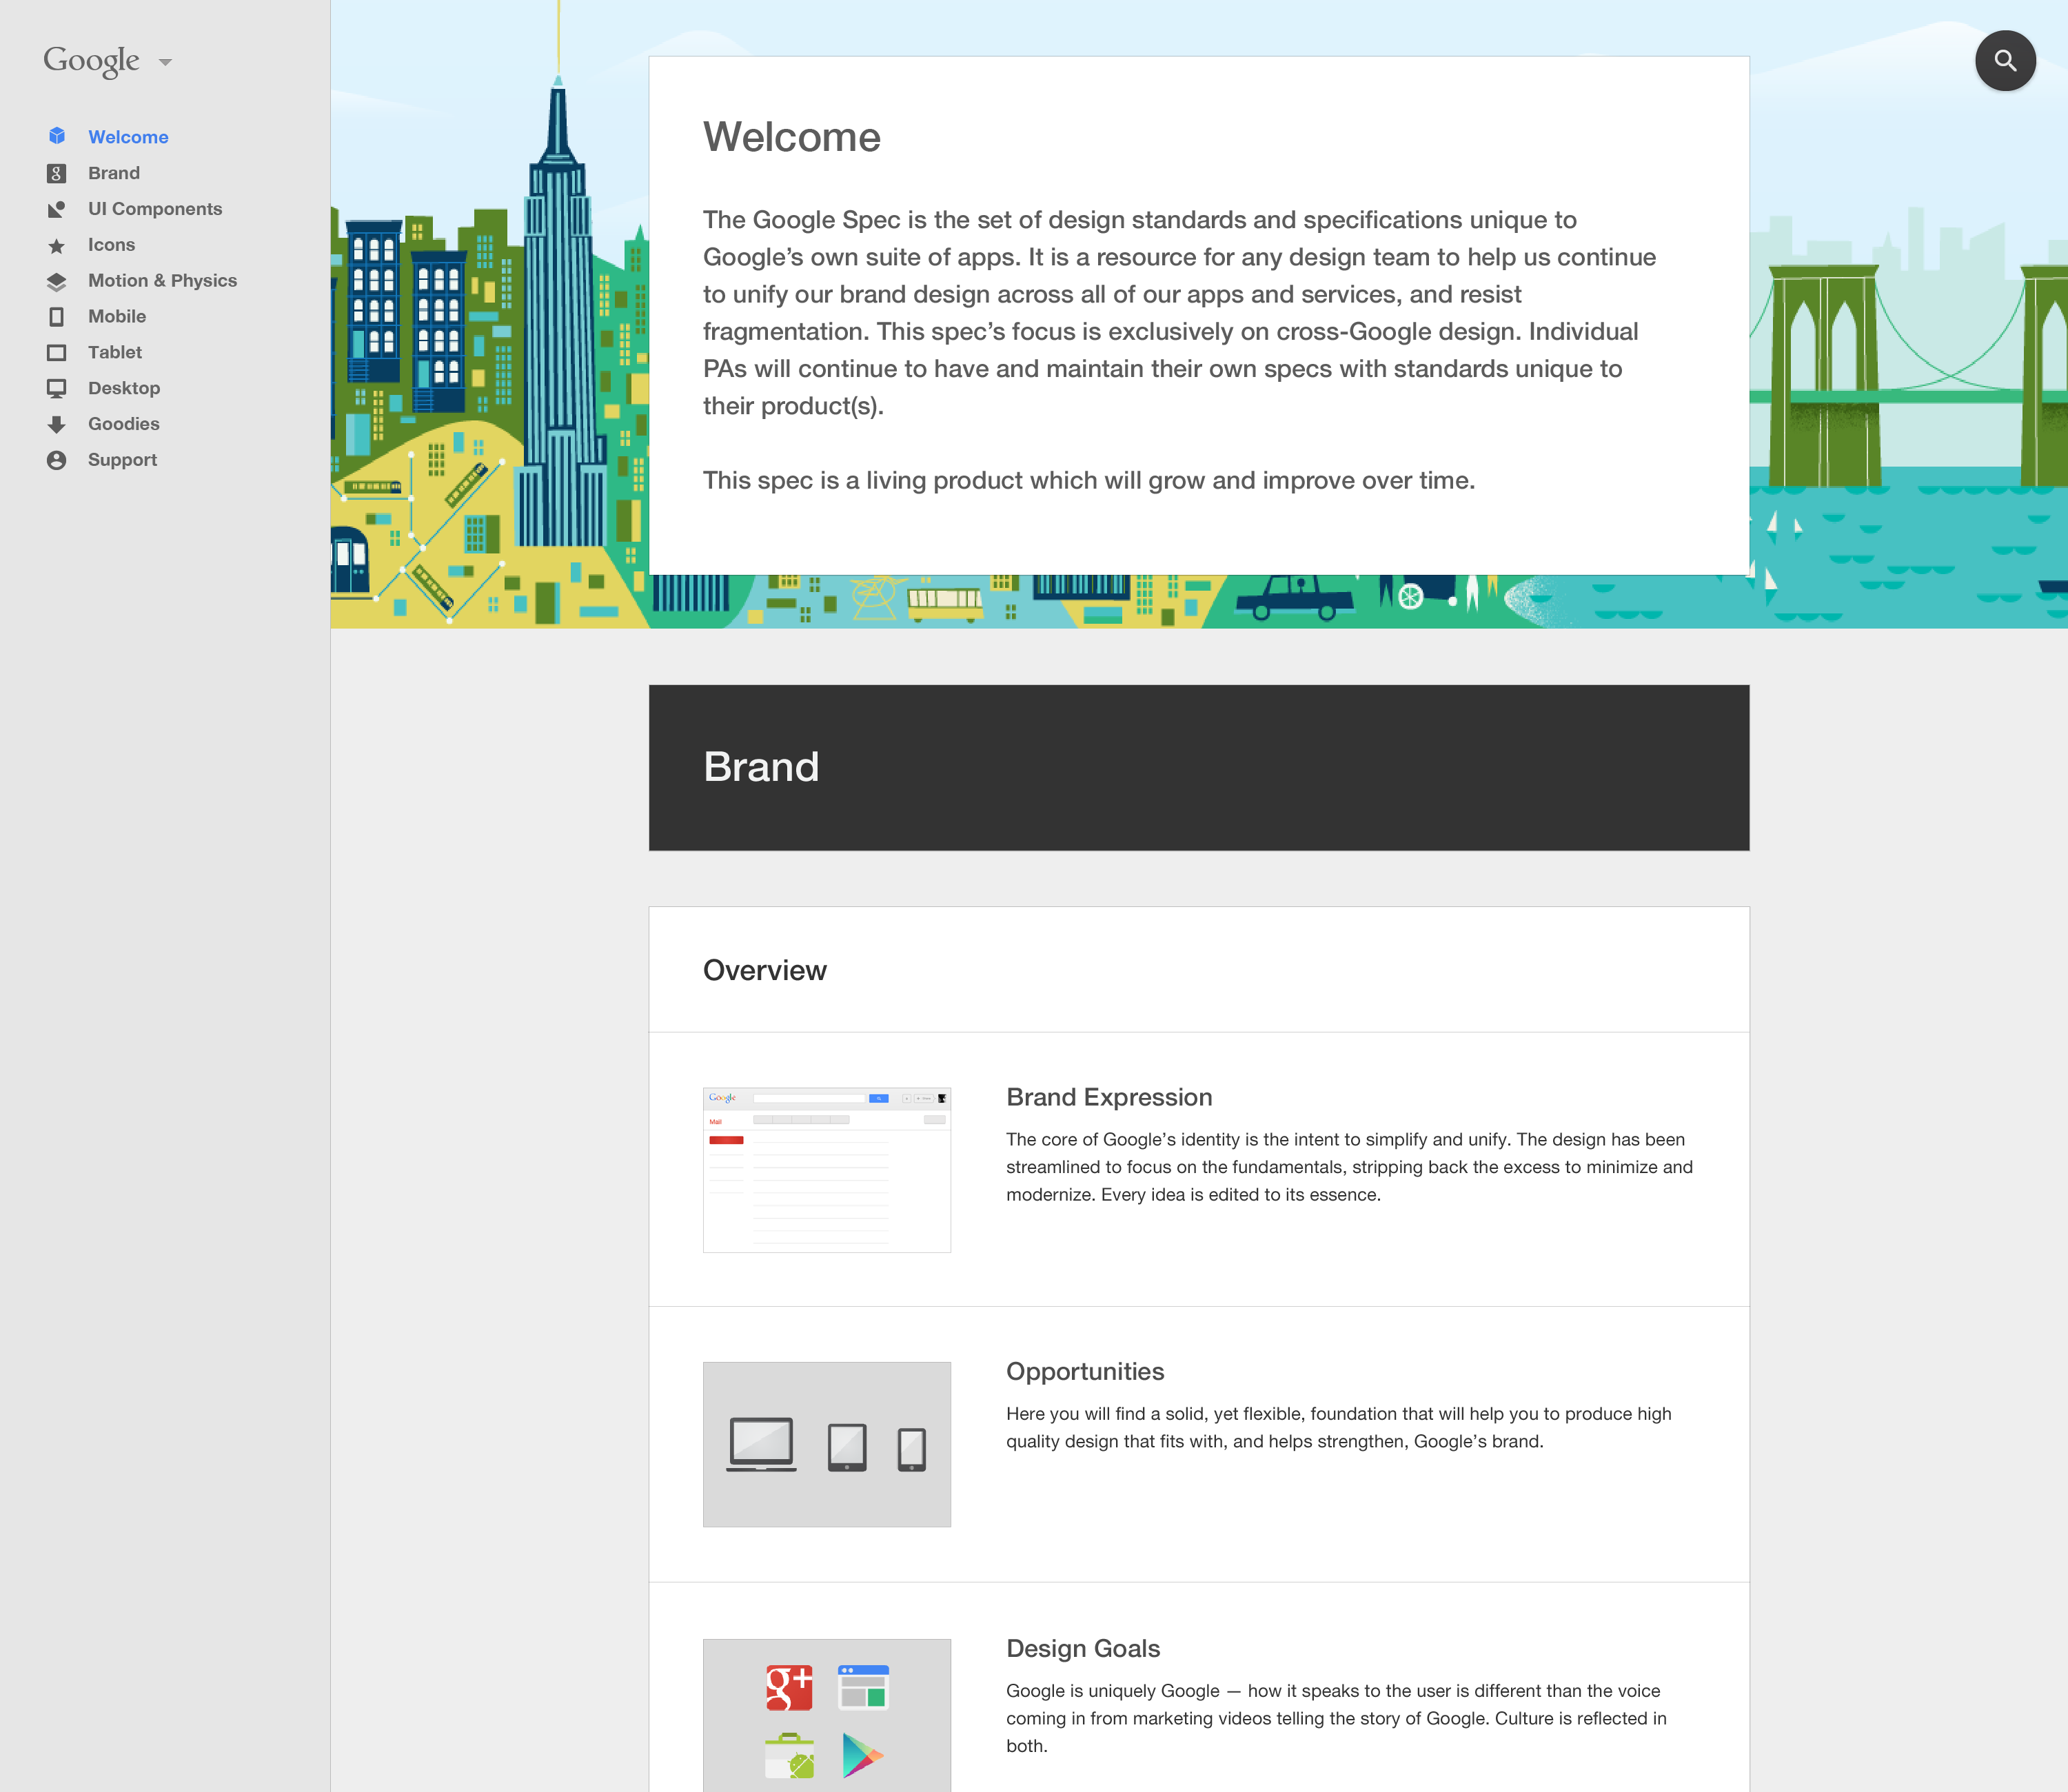 Google
Welcome
Brand
UI Components
Icons
Motion & Physics
Mobile
Tablet
Desktop
Goodies
Support
Welcome
The Google Spec is the set of design standards and specifications unique to
Google’s own suite of apps. It is a resource for any design team to help us continue
to unify our brand design across all of our apps and services, and resist
fragmentation. This spec’s focus is exclusively on cross-Google design. Individual
PAs will continue to have and maintain their own specs with standards unique to
their product(s).
This spec is a living product which will grow and improve over time.
Brand
Overview
Google
Mail
Brand Expression
The core of Google’s identity is the intent to simplify and unify. The design has been
streamlined to focus on the fundamentals, stripping back the excess to minimize and
modernize. Every idea is edited to its essence.
Opportunities
Here you will find a solid, yet flexible, foundation that will help you to produce high
quality design that fits with, and helps strengthen, Google’s brand.
g+
Design Goals
Google is uniquely Google — how it speaks to the user is different than the voice
coming in from marketing videos telling the story of Google. Culture is reflected in
both.